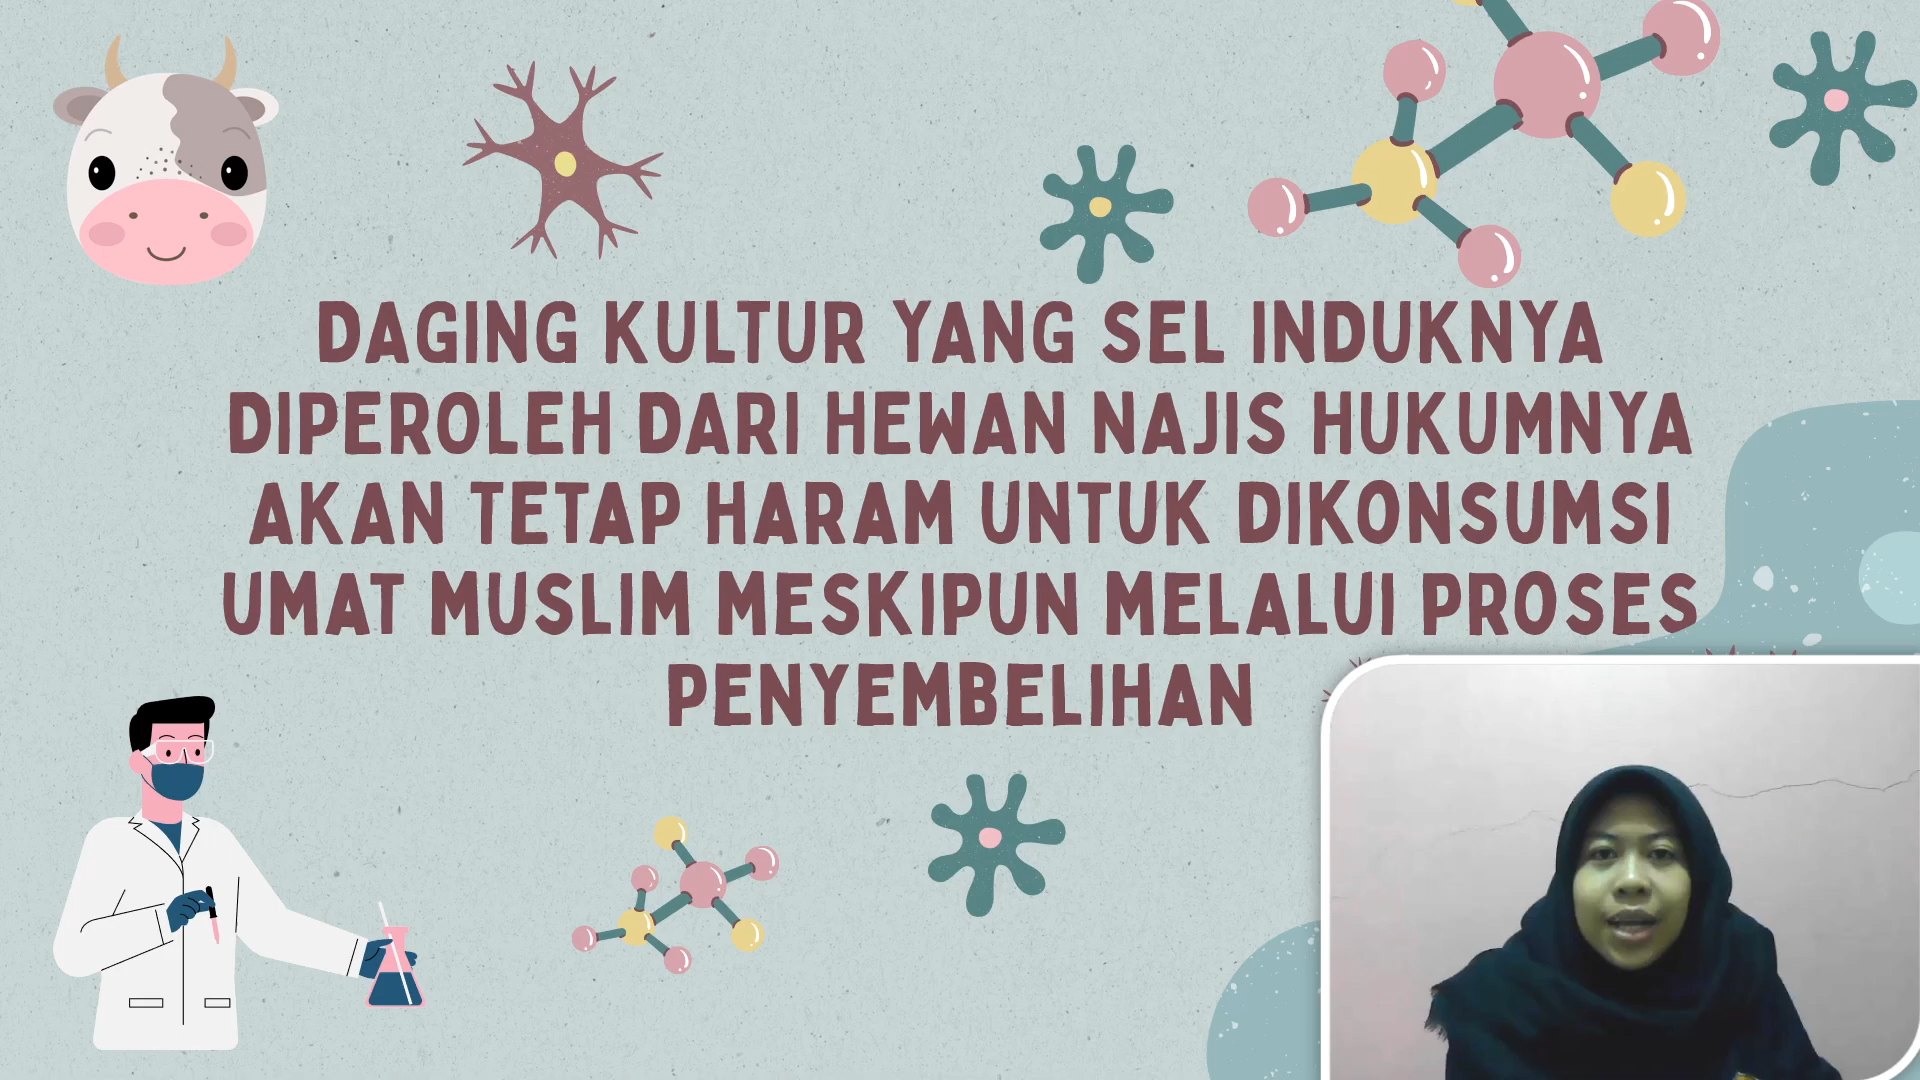 DAGING KULTUR YANG SEL INDUKNYA
DIPEROLEH DARI HEWAN NAJIS HUKUMNYA
AKAN TETAP HARAM UNTUK DIKONSUMSI
UMAT MUSLIM MESKIPUN MELALUI PROSES
PENYEMBELIHAN